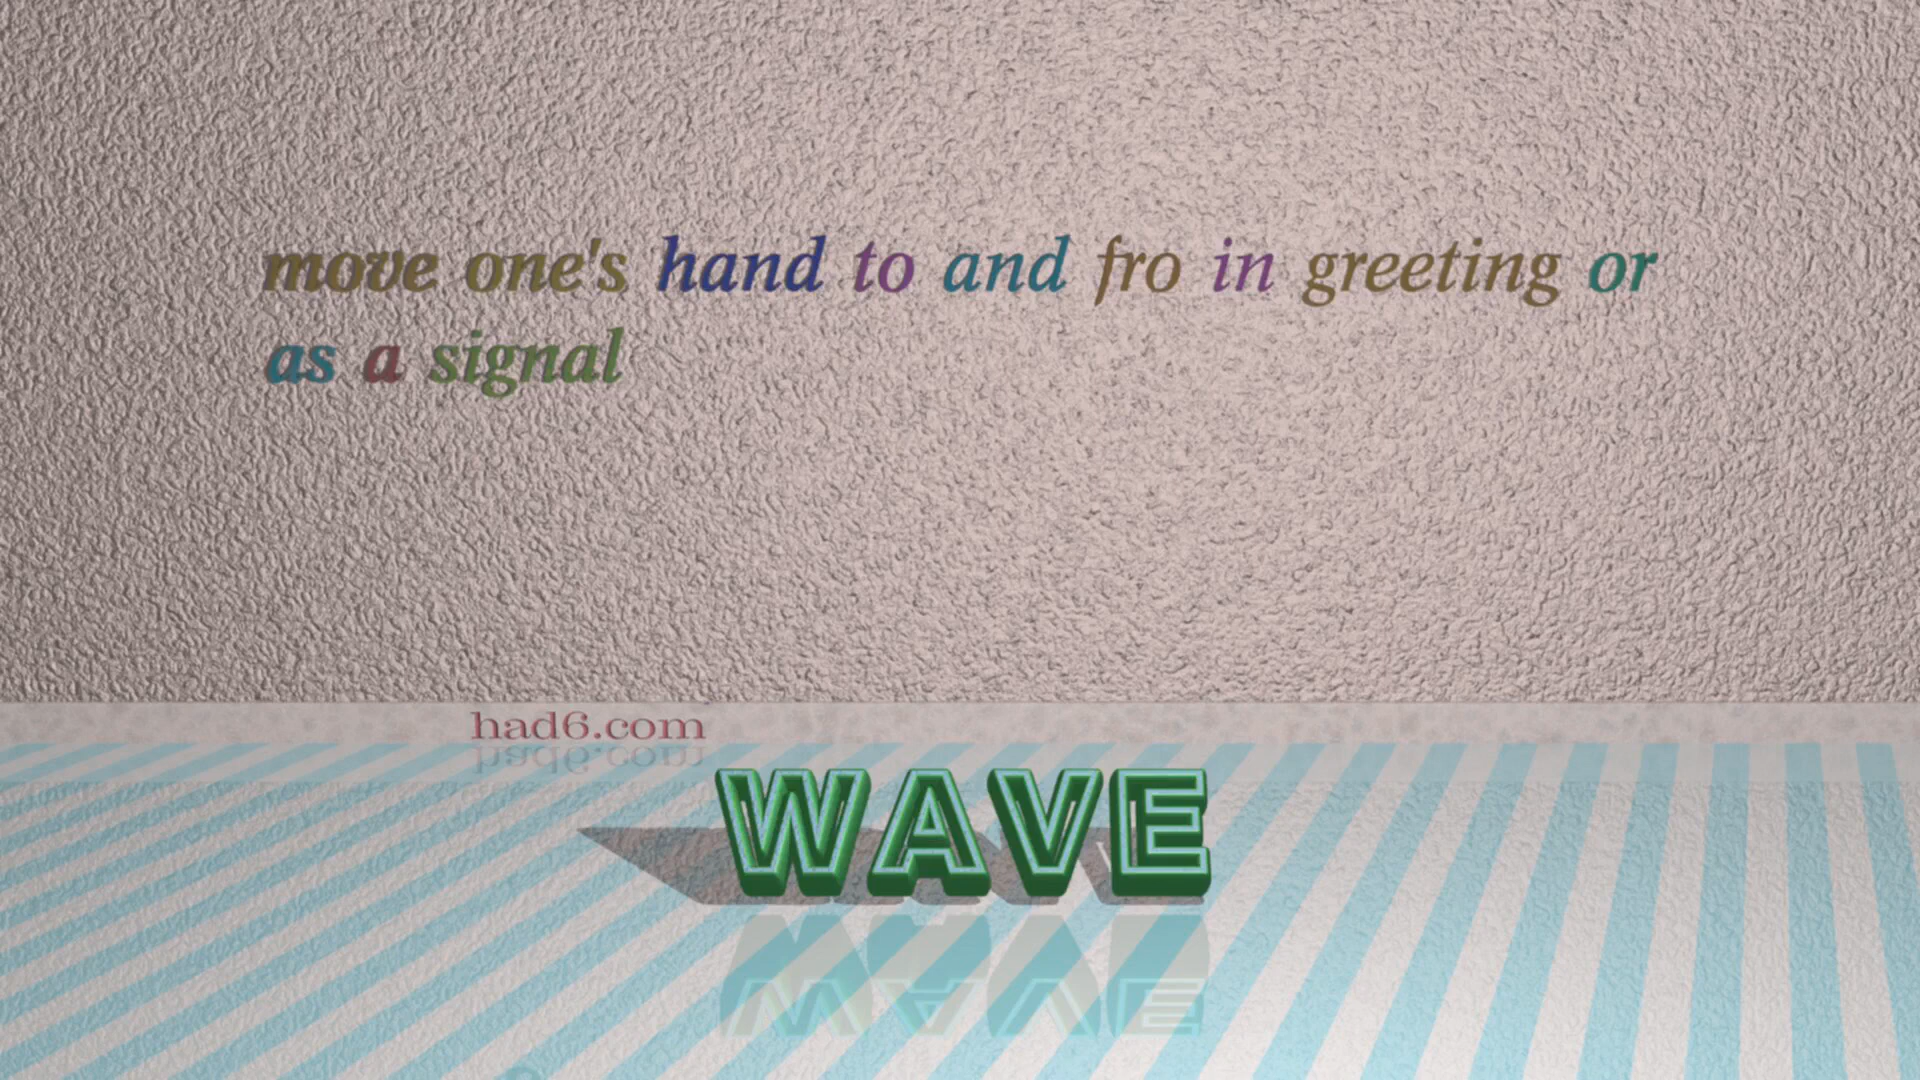 move one's hand to and fro in greeting or
as a signal
had6.com
WAVE